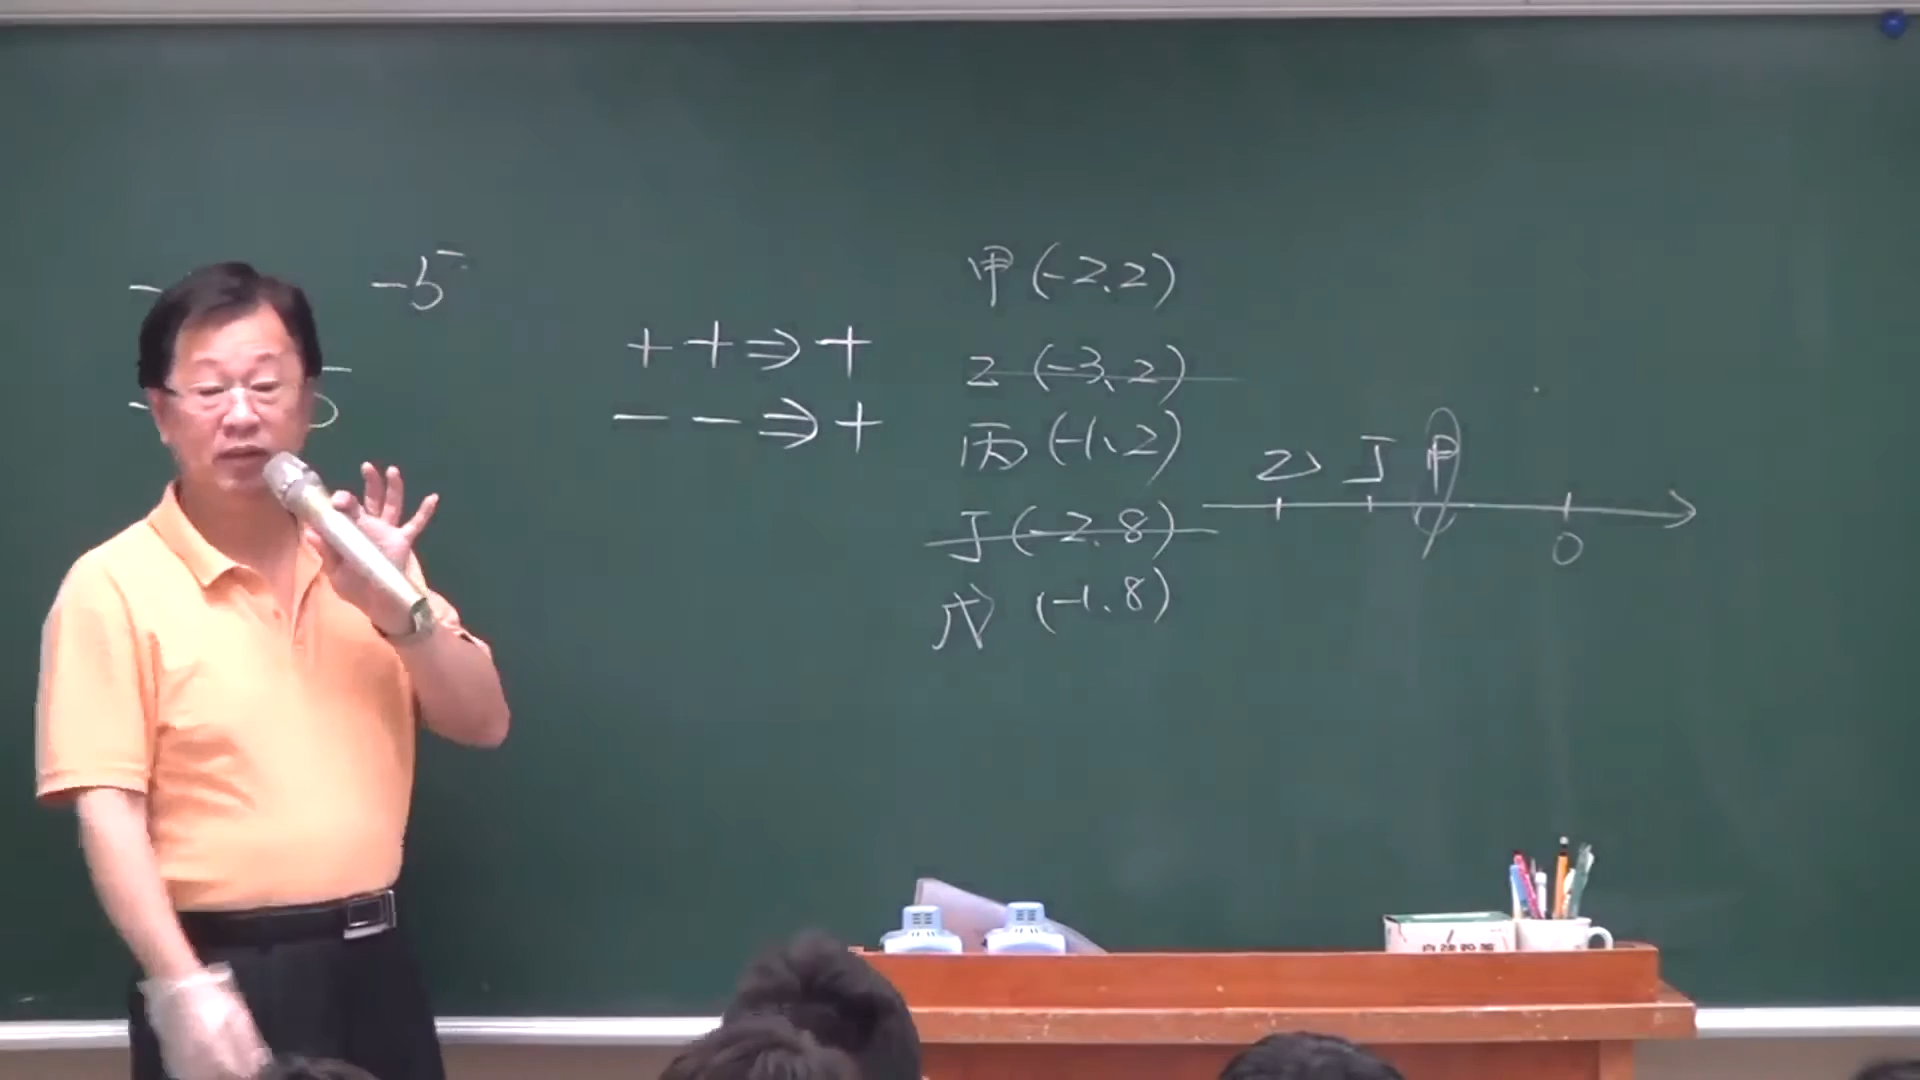 -5
+ + ⇒ +
- - ⇒ +
甲 (-2、2)
乙 (-3、2)
丙 (-1、2)
丁 (-2、8)
戊 (-1、8)
乙 丁 甲
0